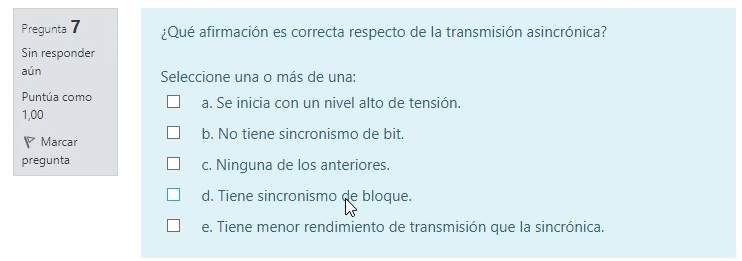 Pregunta 7
Sin responder
aún
Puntúa como
1,00
Marcar
pregunta
¿Qué afirmación es correcta respecto de la transmisión asincrónica?
Seleccione una o más de una:
a. Se inicia con un nivel alto de tensión.
b. No tiene sincronismo de bit.
c. Ninguna de los anteriores.
d. Tiene sincronismo de bloque.
e. Tiene menor rendimiento de transmisión que la sincrónica.